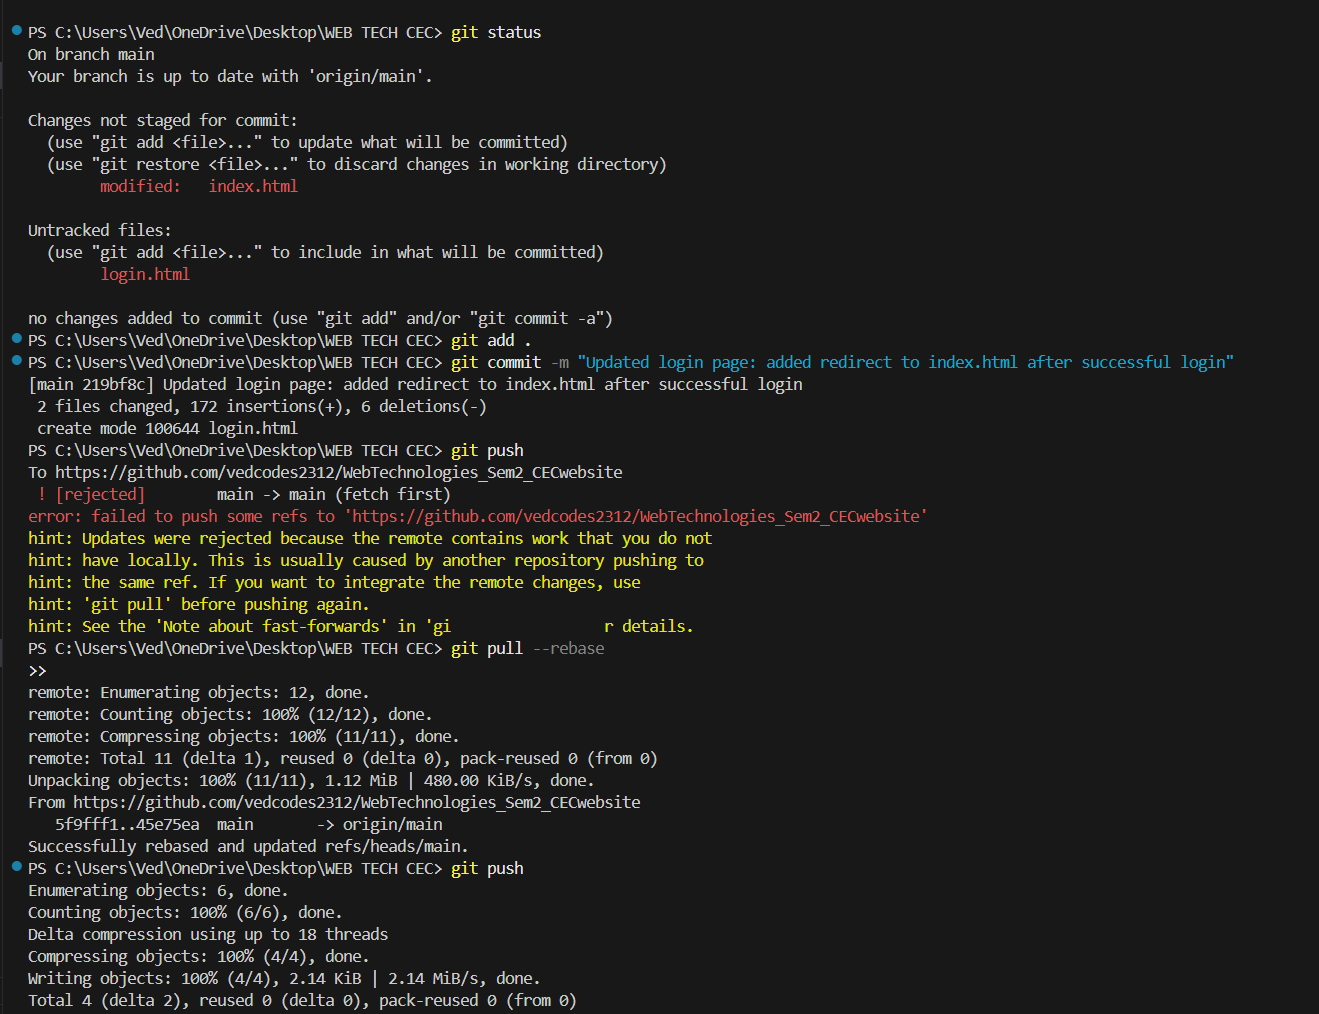 PS C:\Users\Ved\OneDrive\Desktop\WEB TECH CEC> git status
On branch main
Your branch is up to date with 'origin/main'.
Changes not staged for commit:
  (use "git add <file>..." to update what will be committed)
  (use "git restore <file>..." to discard changes in working directory)
        modified:   index.html
Untracked files:
  (use "git add <file>..." to include in what will be committed)
        login.html
no changes added to commit (use "git add" and/or "git commit -a")
PS C:\Users\Ved\OneDrive\Desktop\WEB TECH CEC> git add .
PS C:\Users\Ved\OneDrive\Desktop\WEB TECH CEC> git commit -m "Updated login page: added redirect to index.html after successful login"
[main 219bf8c] Updated login page: added redirect to index.html after successful login
 2 files changed, 172 insertions(+), 6 deletions(-)
 create mode 100644 login.html
PS C:\Users\Ved\OneDrive\Desktop\WEB TECH CEC> git push
To https://github.com/vedcodes2312/WebTechnologies_Sem2_CECwebsite
 ! [rejected]        main -> main (fetch first)
error: failed to push some refs to 'https://github.com/vedcodes2312/WebTechnologies_Sem2_CECwebsite'
hint: Updates were rejected because the remote contains work that you do not
hint: have locally. This is usually caused by another repository pushing to
hint: the same ref. If you want to integrate the remote changes, use
hint: 'git pull' before pushing again.
hint: See the 'Note about fast-forwards' in 'gi                 r details.
PS C:\Users\Ved\OneDrive\Desktop\WEB TECH CEC> git pull --rebase
>>
remote: Enumerating objects: 12, done.
remote: Counting objects: 100% (12/12), done.
remote: Compressing objects: 100% (11/11), done.
remote: Total 11 (delta 1), reused 0 (delta 0), pack-reused 0 (from 0)
Unpacking objects: 100% (11/11), 1.12 MiB | 480.00 KiB/s, done.
From https://github.com/vedcodes2312/WebTechnologies_Sem2_CECwebsite
   5f9fff1..45e75ea  main       -> origin/main
Successfully rebased and updated refs/heads/main.
PS C:\Users\Ved\OneDrive\Desktop\WEB TECH CEC> git push
Enumerating objects: 6, done.
Counting objects: 100% (6/6), done.
Delta compression using up to 18 threads
Compressing objects: 100% (4/4), done.
Writing objects: 100% (4/4), 2.14 KiB | 2.14 MiB/s, done.
Total 4 (delta 2), reused 0 (delta 0), pack-reused 0 (from 0)